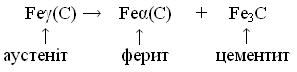 Feγ(C) → Feα(C) + Fe₃C
↑ ↑ ↑
аустеніт ферит цементит